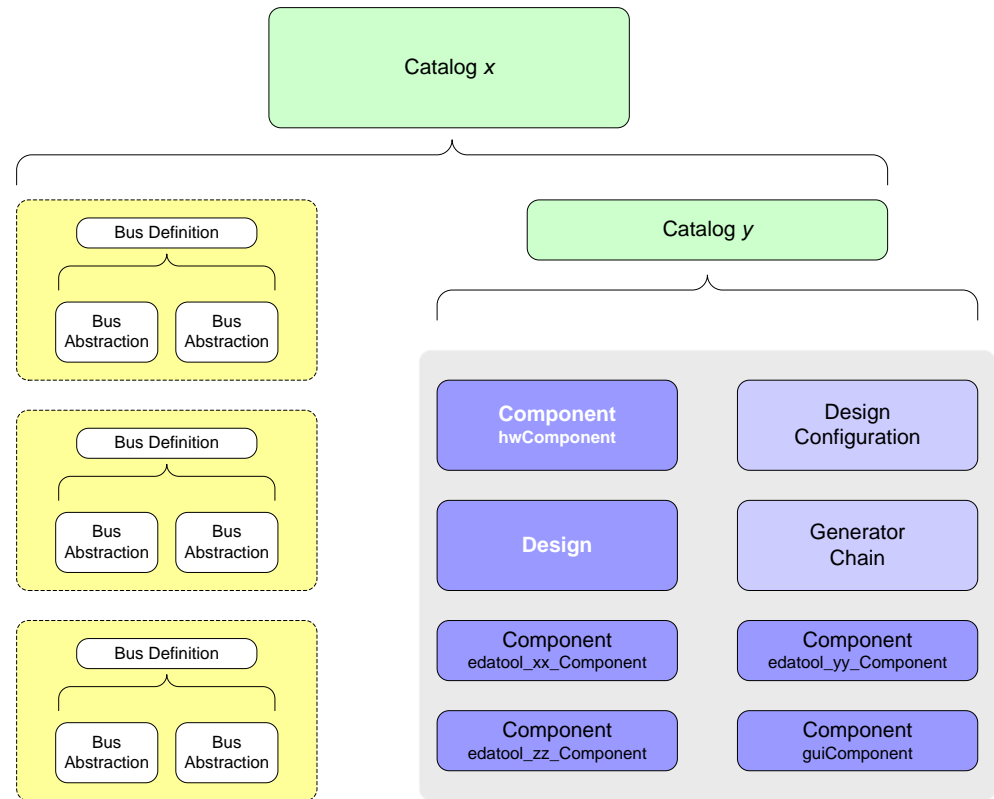 Catalog x
Bus Definition
Bus
Abstraction
Bus
Abstraction
Bus Definition
Bus
Abstraction
Bus
Abstraction
Bus Definition
Bus
Abstraction
Bus
Abstraction
Catalog y
Component
hwComponent
Design
Configuration
Design
Generator
Chain
Component
edatool_xx_Component
Component
edatool_yy_Component
Component
edatool_zz_Component
Component
guiComponent